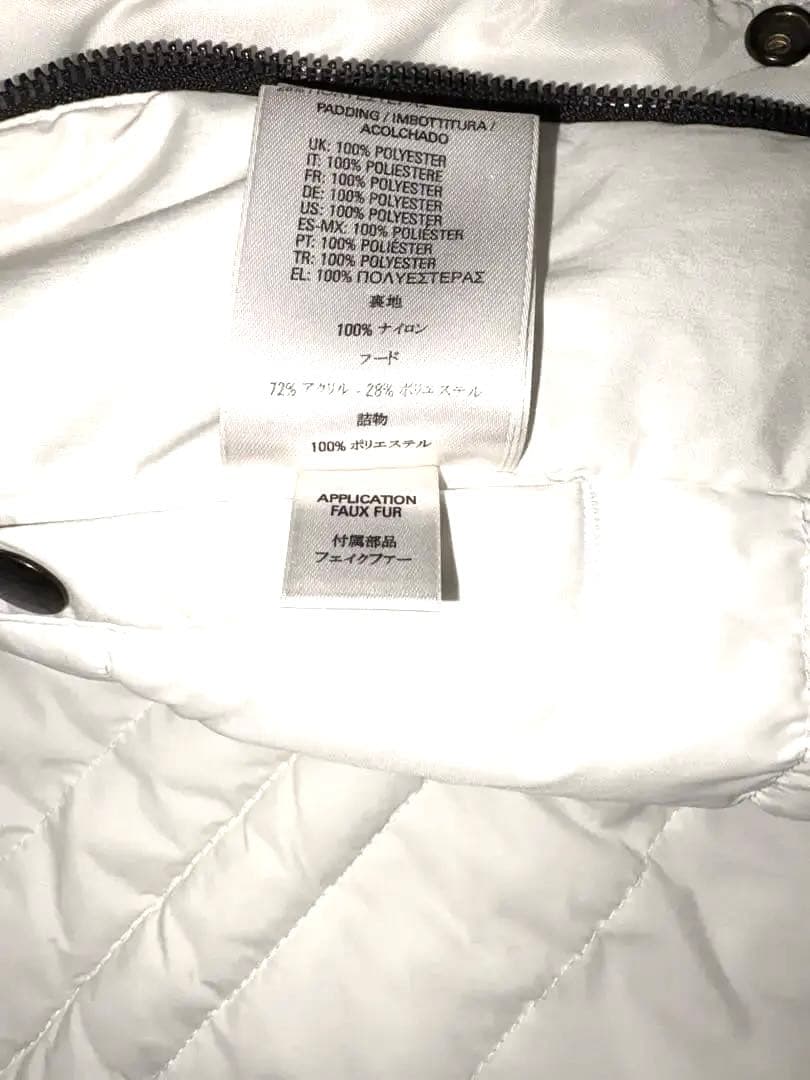 PADDING / IMBOTTITURA /
ACOLCHADO
UK: 100% POLYESTER
IT: 100% POLIESTERE
FR: 100% POLYESTER
DE: 100% POLYESTER
US: 100% POLYESTER
ES-MX: 100% POLIÉSTER
PT: 100% POLIÉSTER
TR: 100% POLYESTER
EL: 100% ΠΟΛΥΕΣΤΕΡΑΣ
裏地
100% ナイロン
フード
72% アクリル - 28% ポリエステル
詰物
100% ポリエステル
APPLICATION
FAUX FUR
付属部品
フェイクファー